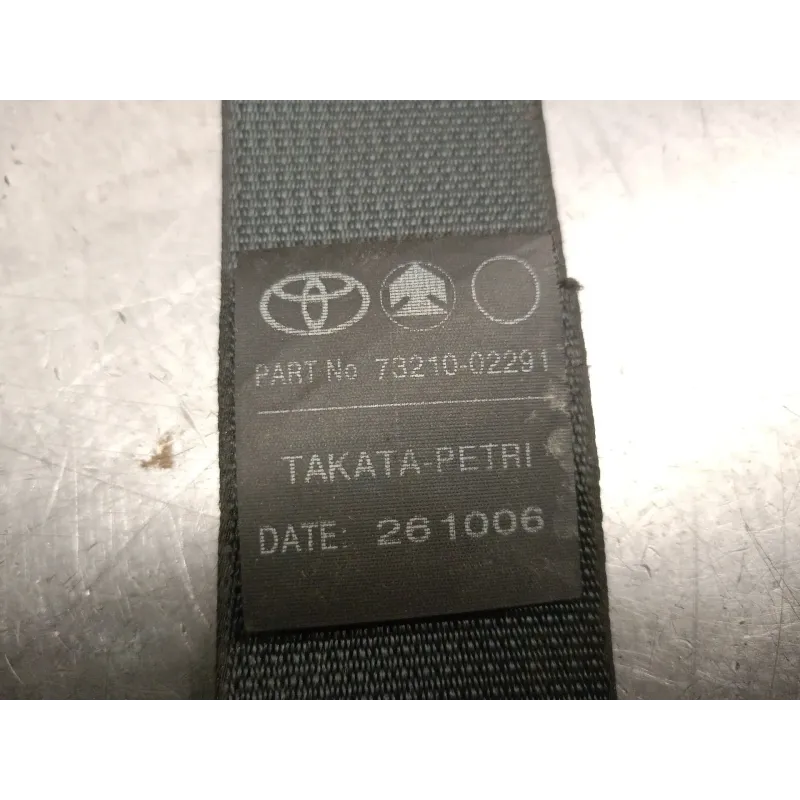 PART No 73210-02291
TAKATA-PETRI
DATE: 261006